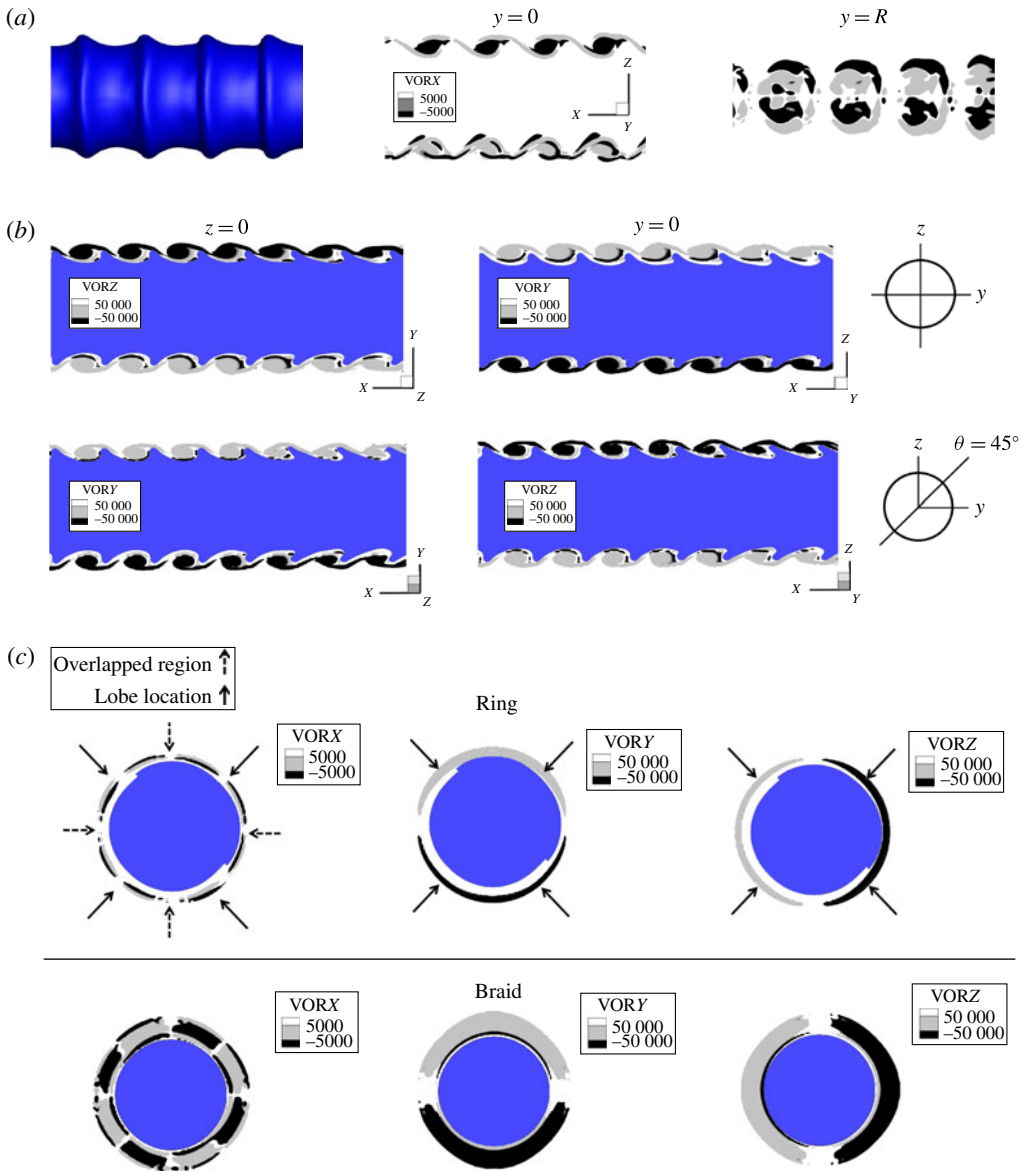 (a)
y = 0
y = R
VORX
5000
−5000
Z
X
Y
(b)
z = 0
y = 0
VORZ
50 000
−50 000
Y
X
Z
VORY
50 000
−50 000
Z
X
Y
z
y
VORY
50 000
−50 000
Y
X
Z
VORZ
50 000
−50 000
Z
X
Y
z
θ = 45°
y
(c)
Overlapped region
Lobe location
Ring
VORX
5000
−5000
VORY
50 000
−50 000
VORZ
50 000
−50 000
Braid
VORX
5000
−5000
VORY
50 000
−50 000
VORZ
50 000
−50 000